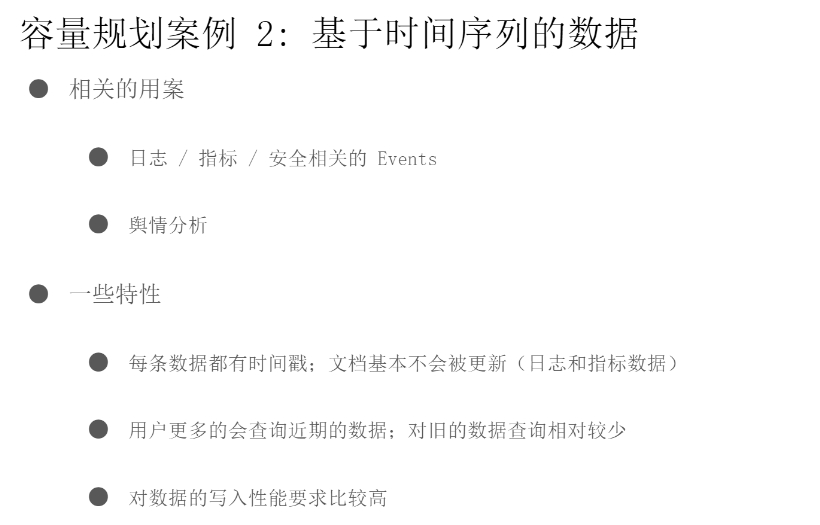 容量规划案例 2: 基于时间序列的数据
相关的用案
日志 / 指标 / 安全相关的 Events
舆情分析
一些特性
每条数据都有时间戳；文档基本不会被更新（日志和指标数据）
用户更多的会查询近期的数据；对旧的数据查询相对较少
对数据的写入性能要求比较高